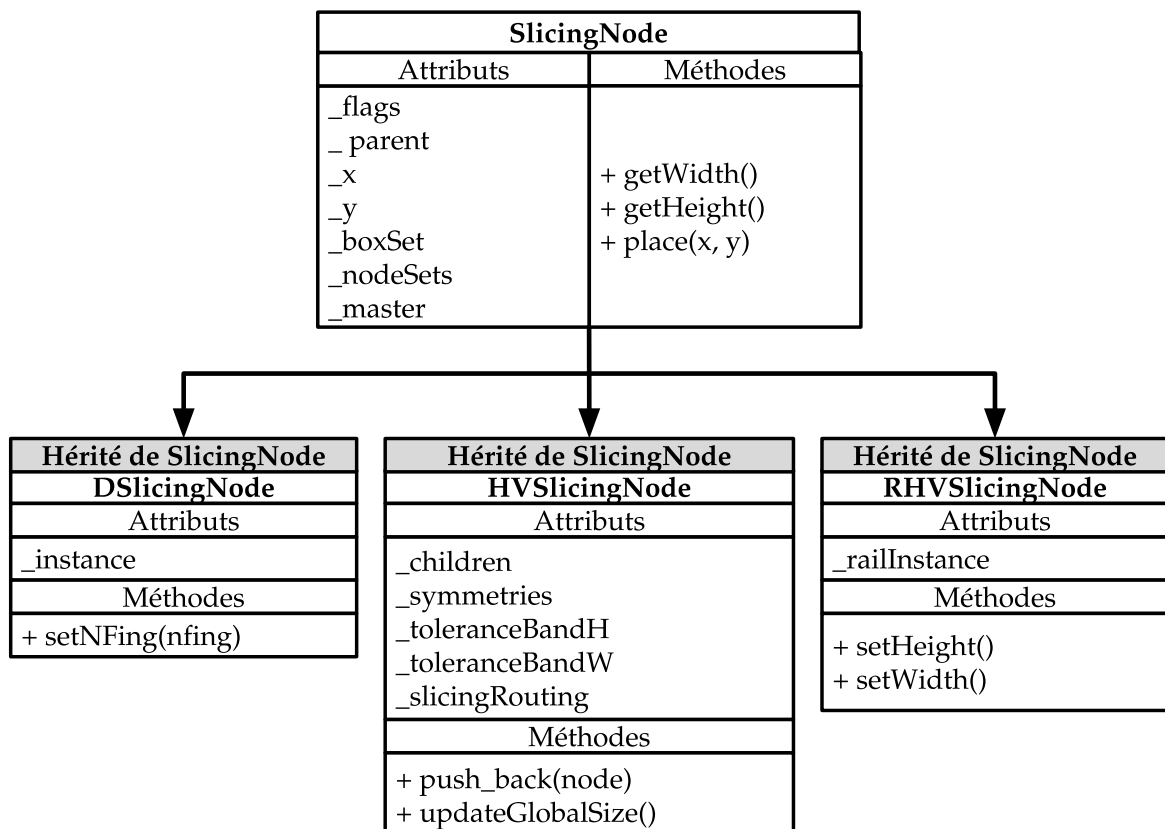 SlicingNode
Attributs
Méthodes
_flags
_ parent
_x
_y
_boxSet
_nodeSets
_master
+ getWidth()
+ getHeight()
+ place(x, y)
Hérité de SlicingNode
DSlicingNode
Attributs
_instance
Méthodes
+ setNFing(nfing)
Hérité de SlicingNode
HVSlicingNode
Attributs
_children
_symmetries
_toleranceBandH
_toleranceBandW
_slicingRouting
Méthodes
+ push_back(node)
+ updateGlobalSize()
Hérité de SlicingNode
RHVSlicingNode
Attributs
_railInstance
Méthodes
+ setHeight()
+ setWidth()